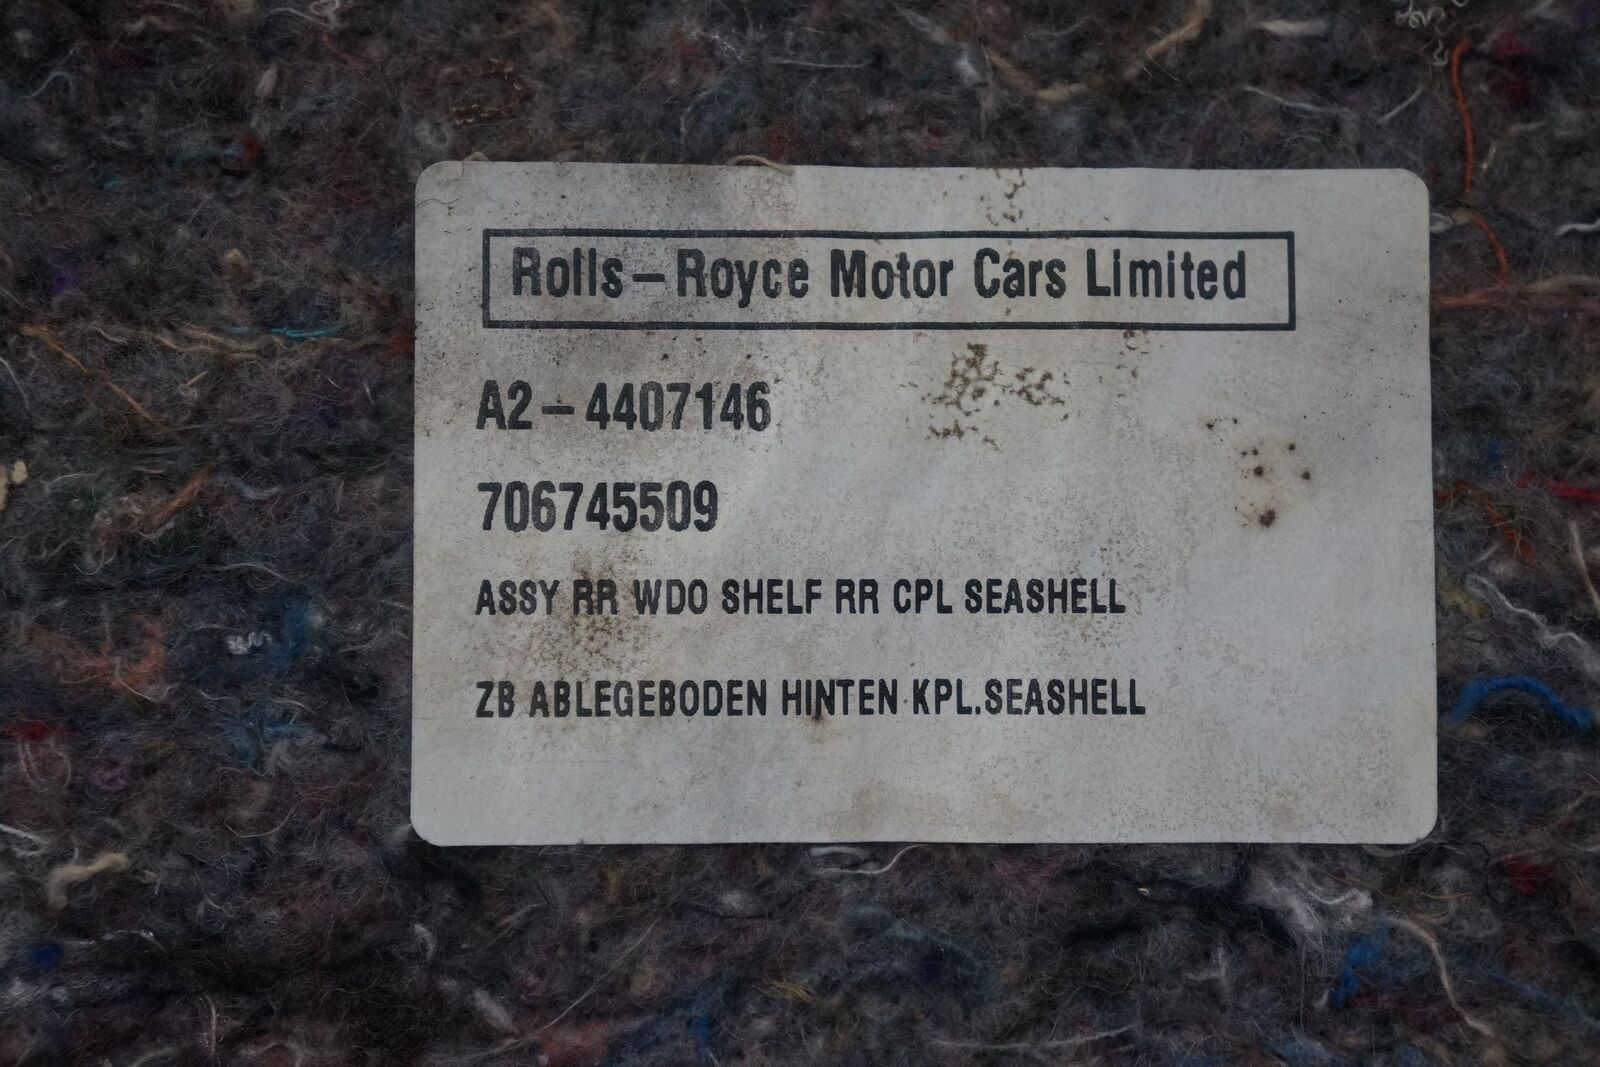 Rolls-Royce Motor Cars Limited
A2-4407146
706745509
ASSY RR WDO SHELF RR CPL SEASHELL
ZB ABLEGEBODEN HINTEN KPL.SEASHELL